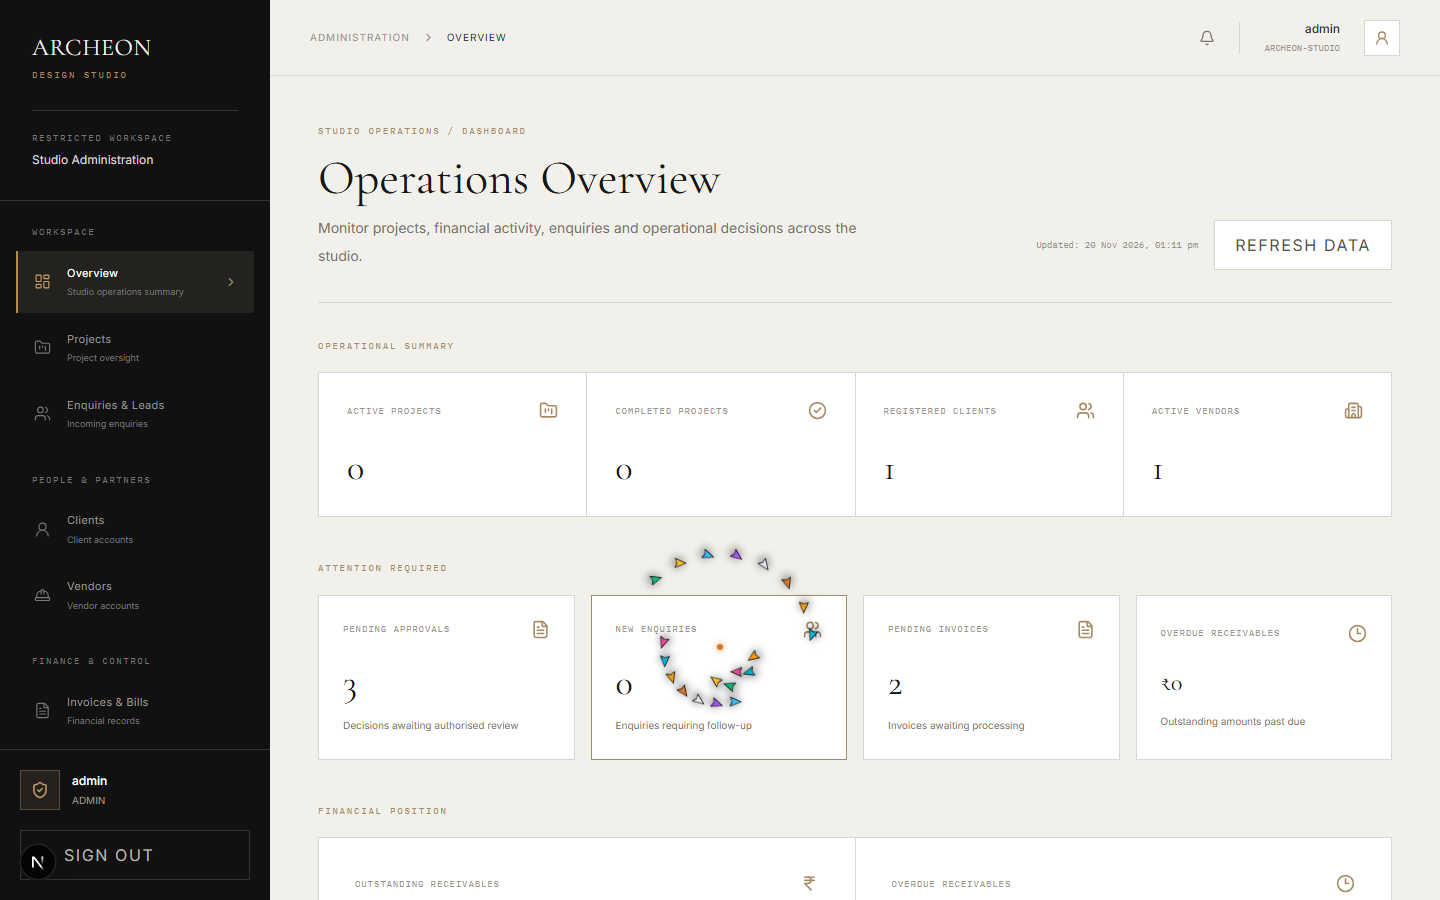 ARCHEON
DESIGN STUDIO
RESTRICTED WORKSPACE
Studio Administration
WORKSPACE
Overview
Studio operations summary
Projects
Project oversight
Enquiries & Leads
Incoming enquiries
PEOPLE & PARTNERS
Clients
Client accounts
Vendors
Vendor accounts
FINANCE & CONTROL
Invoices & Bills
Financial records
admin
ADMIN
N
SIGN OUT
ADMINISTRATION > OVERVIEW
admin
ARCHEON-STUDIO
STUDIO OPERATIONS / DASHBOARD
Operations Overview
Monitor projects, financial activity, enquiries and operational decisions across the
studio.
Updated: 20 Nov 2026, 01:11 pm
REFRESH DATA
OPERATIONAL SUMMARY
ACTIVE PROJECTS
0
COMPLETED PROJECTS
0
REGISTERED CLIENTS
1
ACTIVE VENDORS
1
ATTENTION REQUIRED
PENDING APPROVALS
3
Decisions awaiting authorised review
NEW ENQUIRIES
0
Enquiries requiring follow-up
PENDING INVOICES
2
Invoices awaiting processing
OVERDUE RECEIVABLES
₹0
Outstanding amounts past due
FINANCIAL POSITION
OUTSTANDING RECEIVABLES
₹
OVERDUE RECEIVABLES